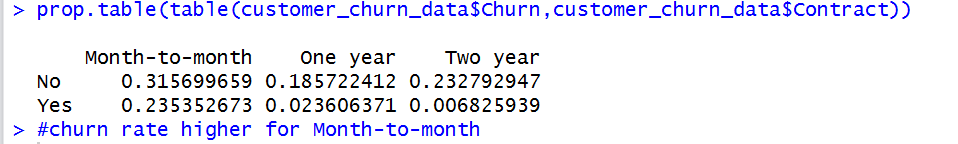 > prop.table(table(customer_churn_data$Churn,customer_churn_data$Contract))
Month-to-month One year Two year
No 0.315699659 0.185722412 0.232792947
Yes 0.235352673 0.023606371 0.006825939
> #churn rate higher for Month-to-month